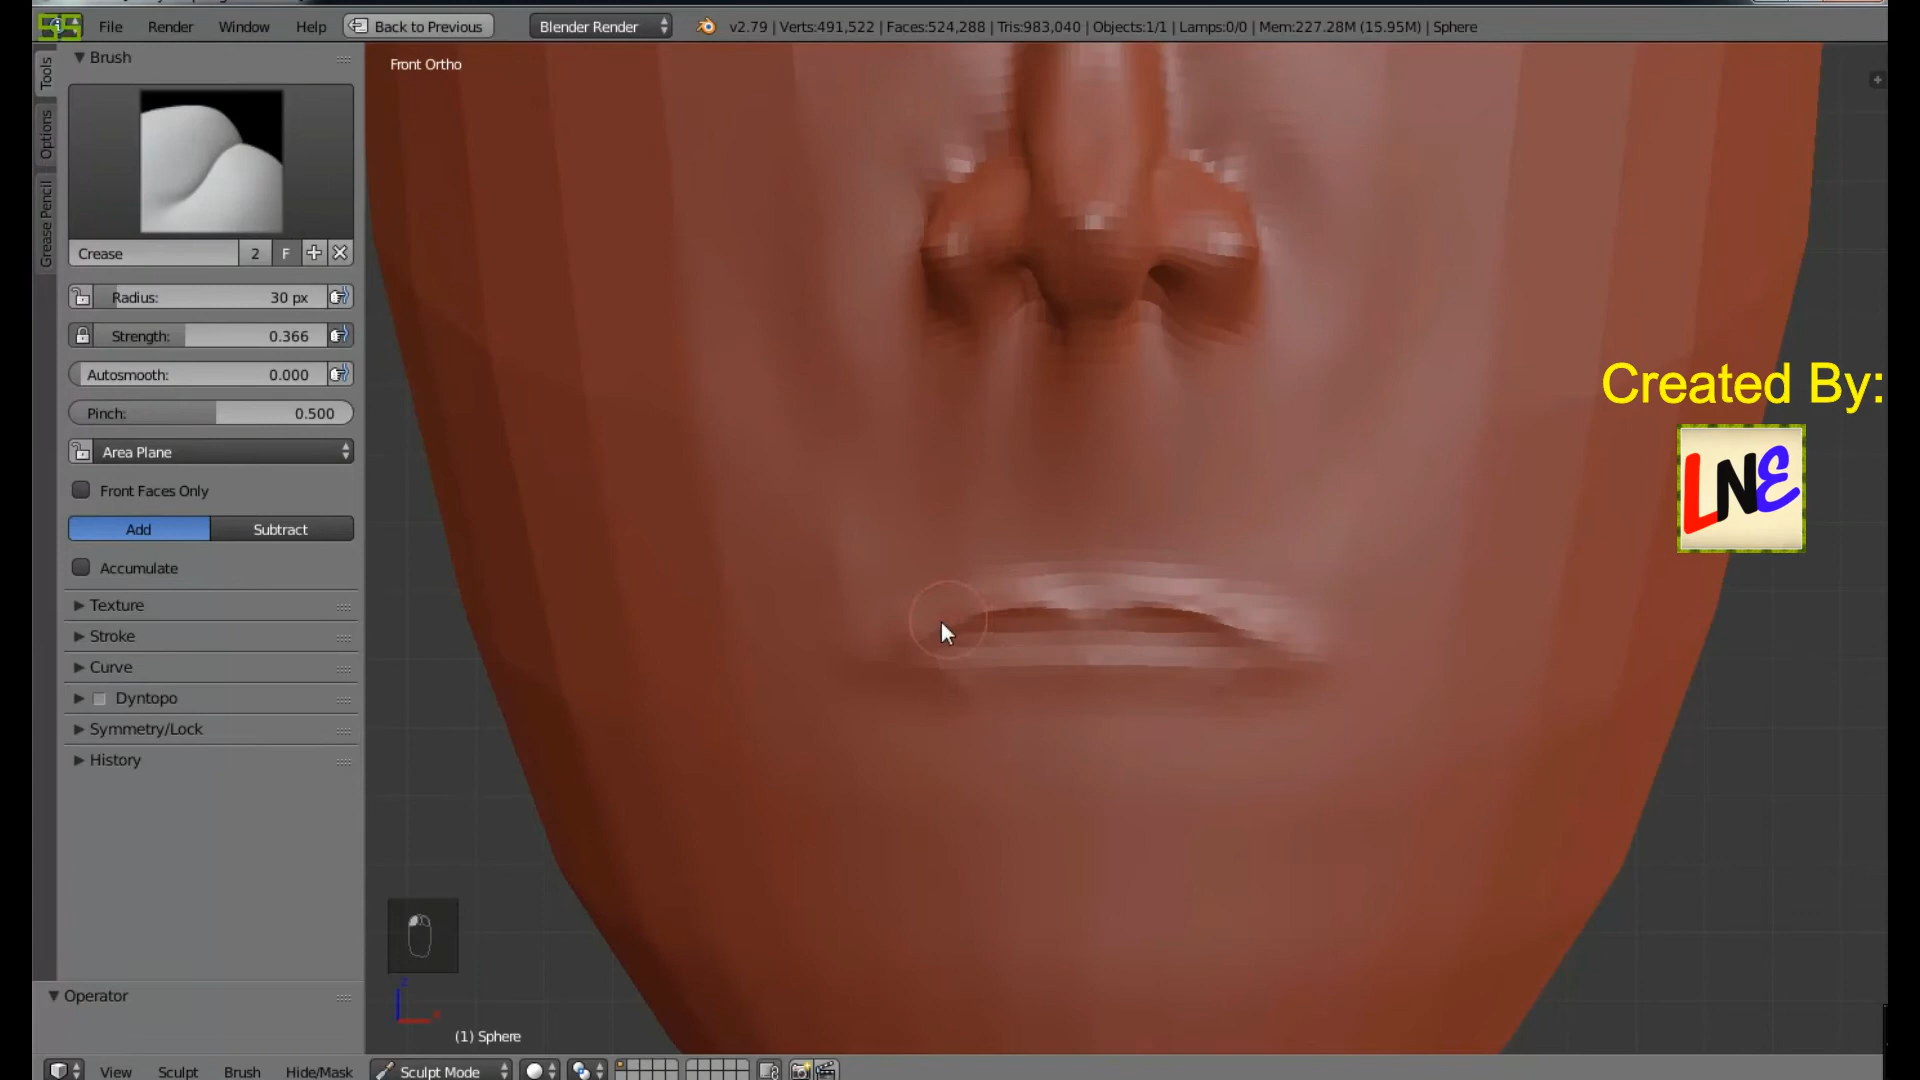 File Render Window Help Back to Previous Blender Render v2.79 | Verts:491,522 | Faces:524,288 | Tris:983,040 | Objects:1/1 | Lamps:0/0 | Mem:227.28M (15.95M) | Sphere
Tools
Options
Grease Pencil
Brush
Crease 2 F
Radius: 30 px
Strength: 0.366
Autosmooth: 0.000
Pinch: 0.500
Area Plane
Front Faces Only
Add Subtract
Accumulate
Texture
Stroke
Curve
Dyntopo
Symmetry/Lock
History
Operator
Front Ortho
Created By:
LNE
(1) Sphere
View Sculpt Brush Hide/Mask Sculpt Mode